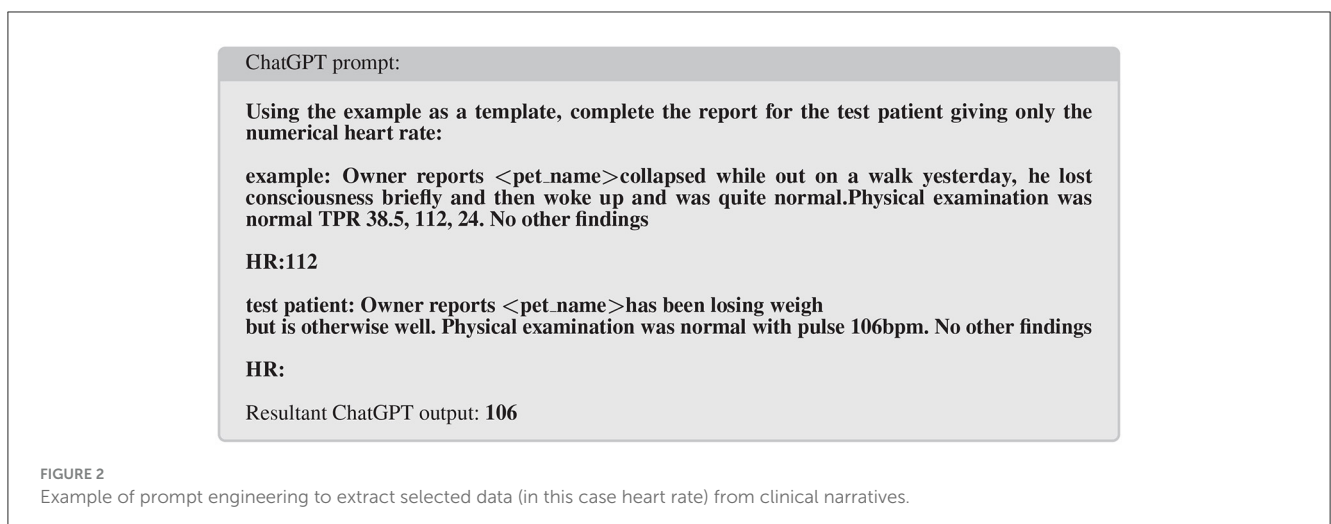 ChatGPT prompt:
Using the example as a template, complete the report for the test patient giving only the
numerical heart rate:
example: Owner reports <pet_name>collapsed while out on a walk yesterday, he lost
consciousness briefly and then woke up and was quite normal.Physical examination was
normal TPR 38.5, 112, 24. No other findings
HR:112
test patient: Owner reports <pet_name>has been losing weigh
but is otherwise well. Physical examination was normal with pulse 106bpm. No other findings
HR:
Resultant ChatGPT output: 106
FIGURE 2
Example of prompt engineering to extract selected data (in this case heart rate) from clinical narratives.